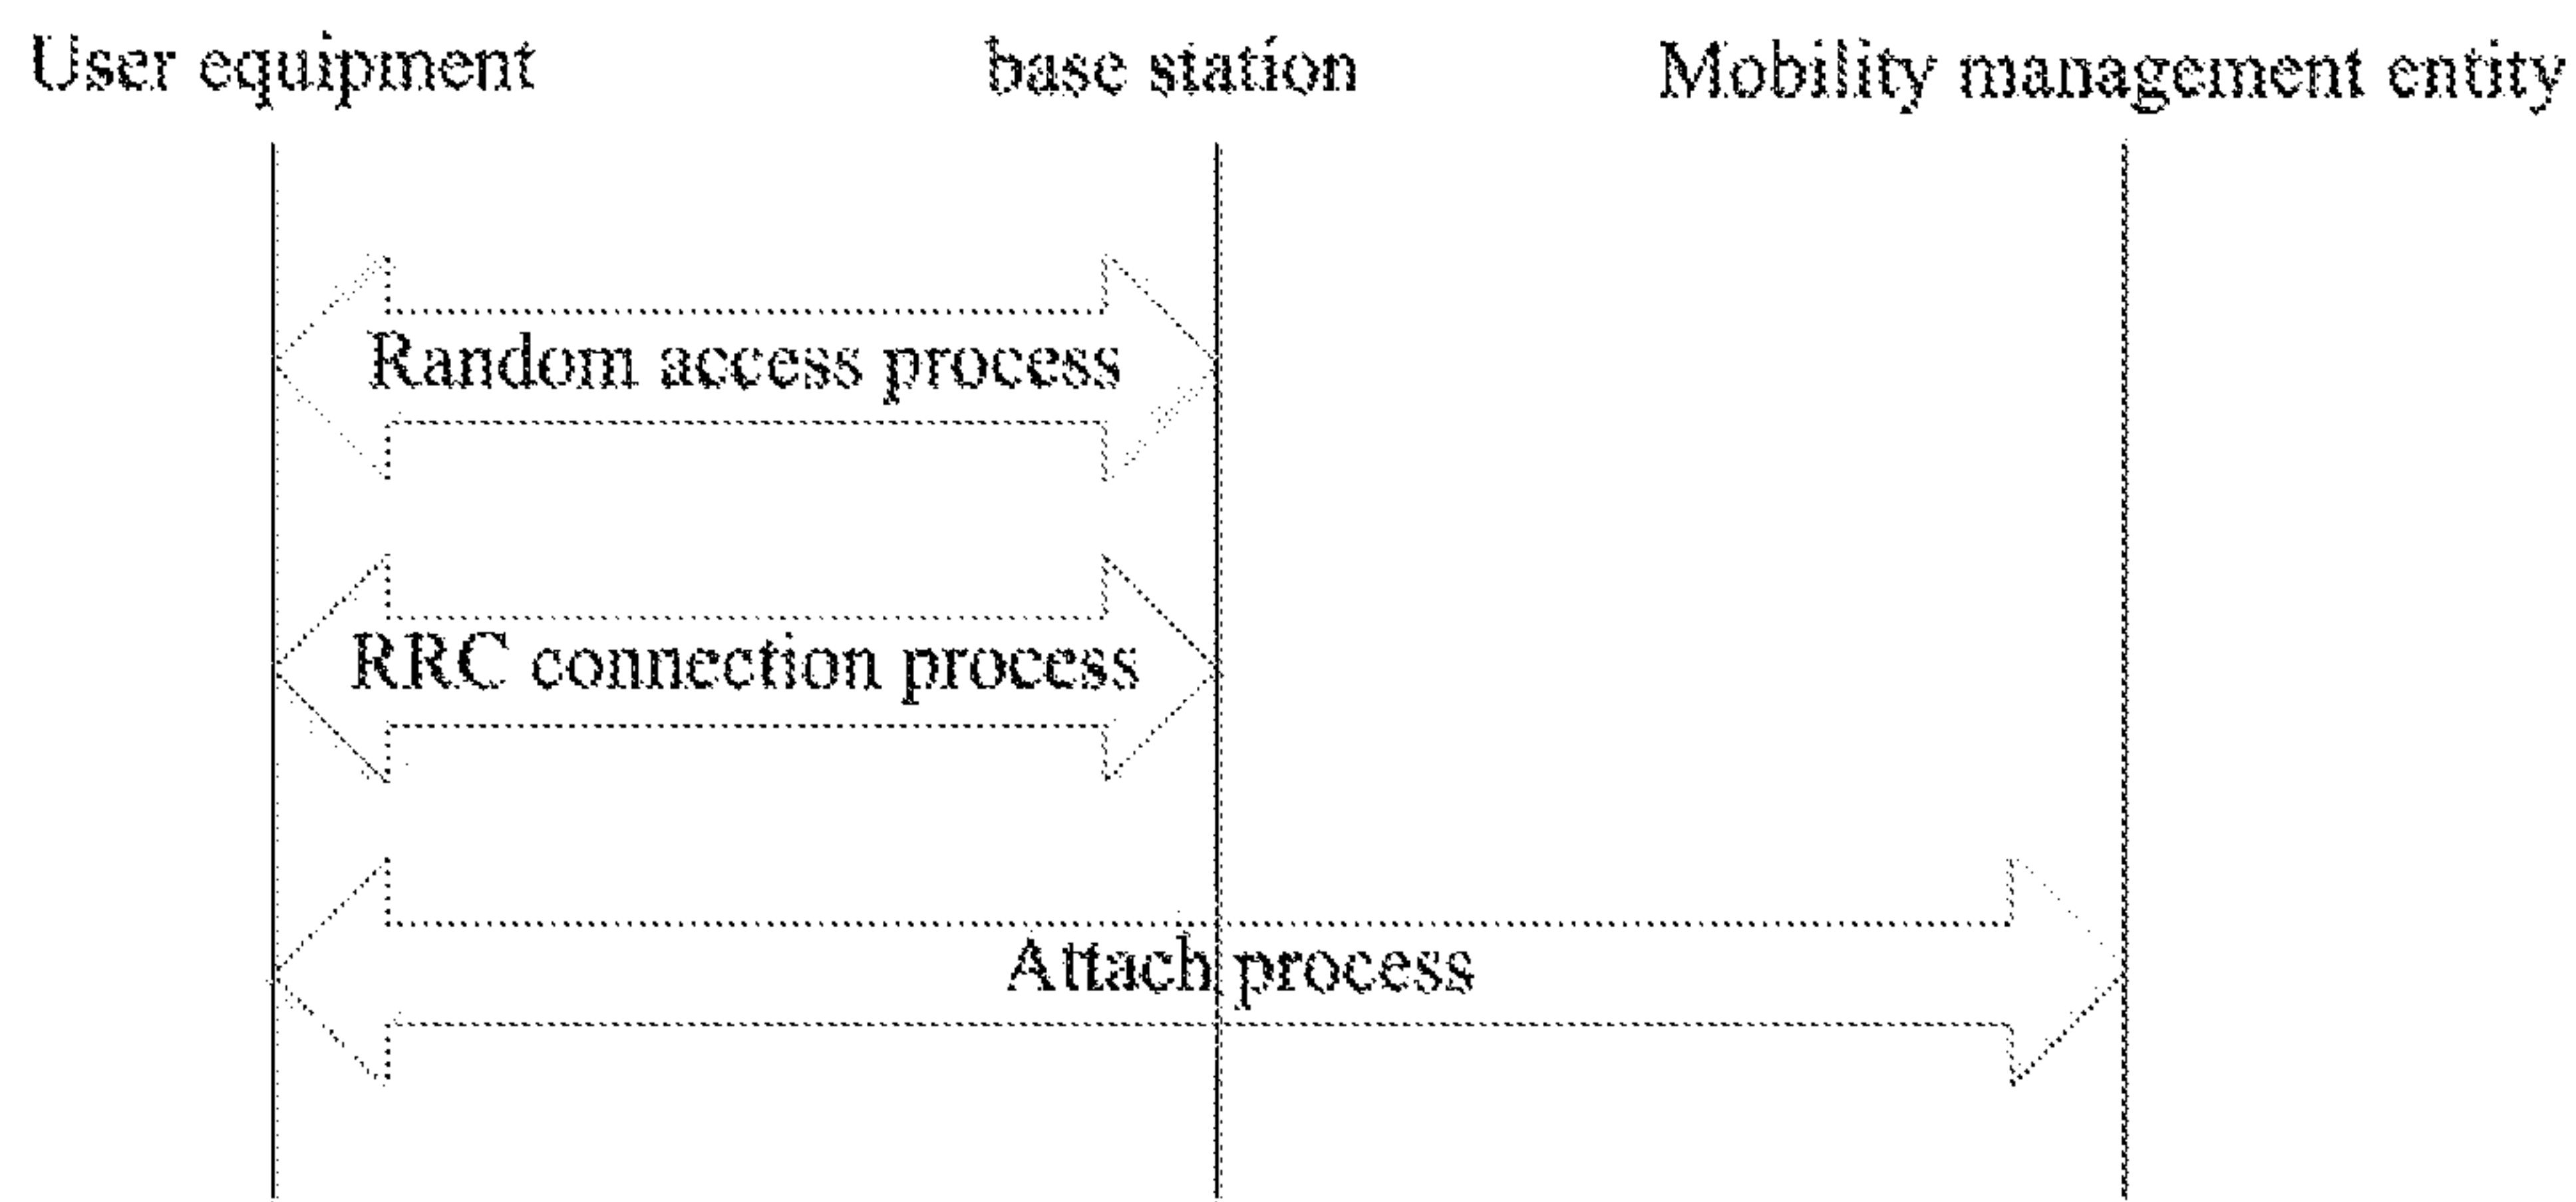 User equipment
base station
Mobility management entity
Random access process
RRC connection process
Attach process